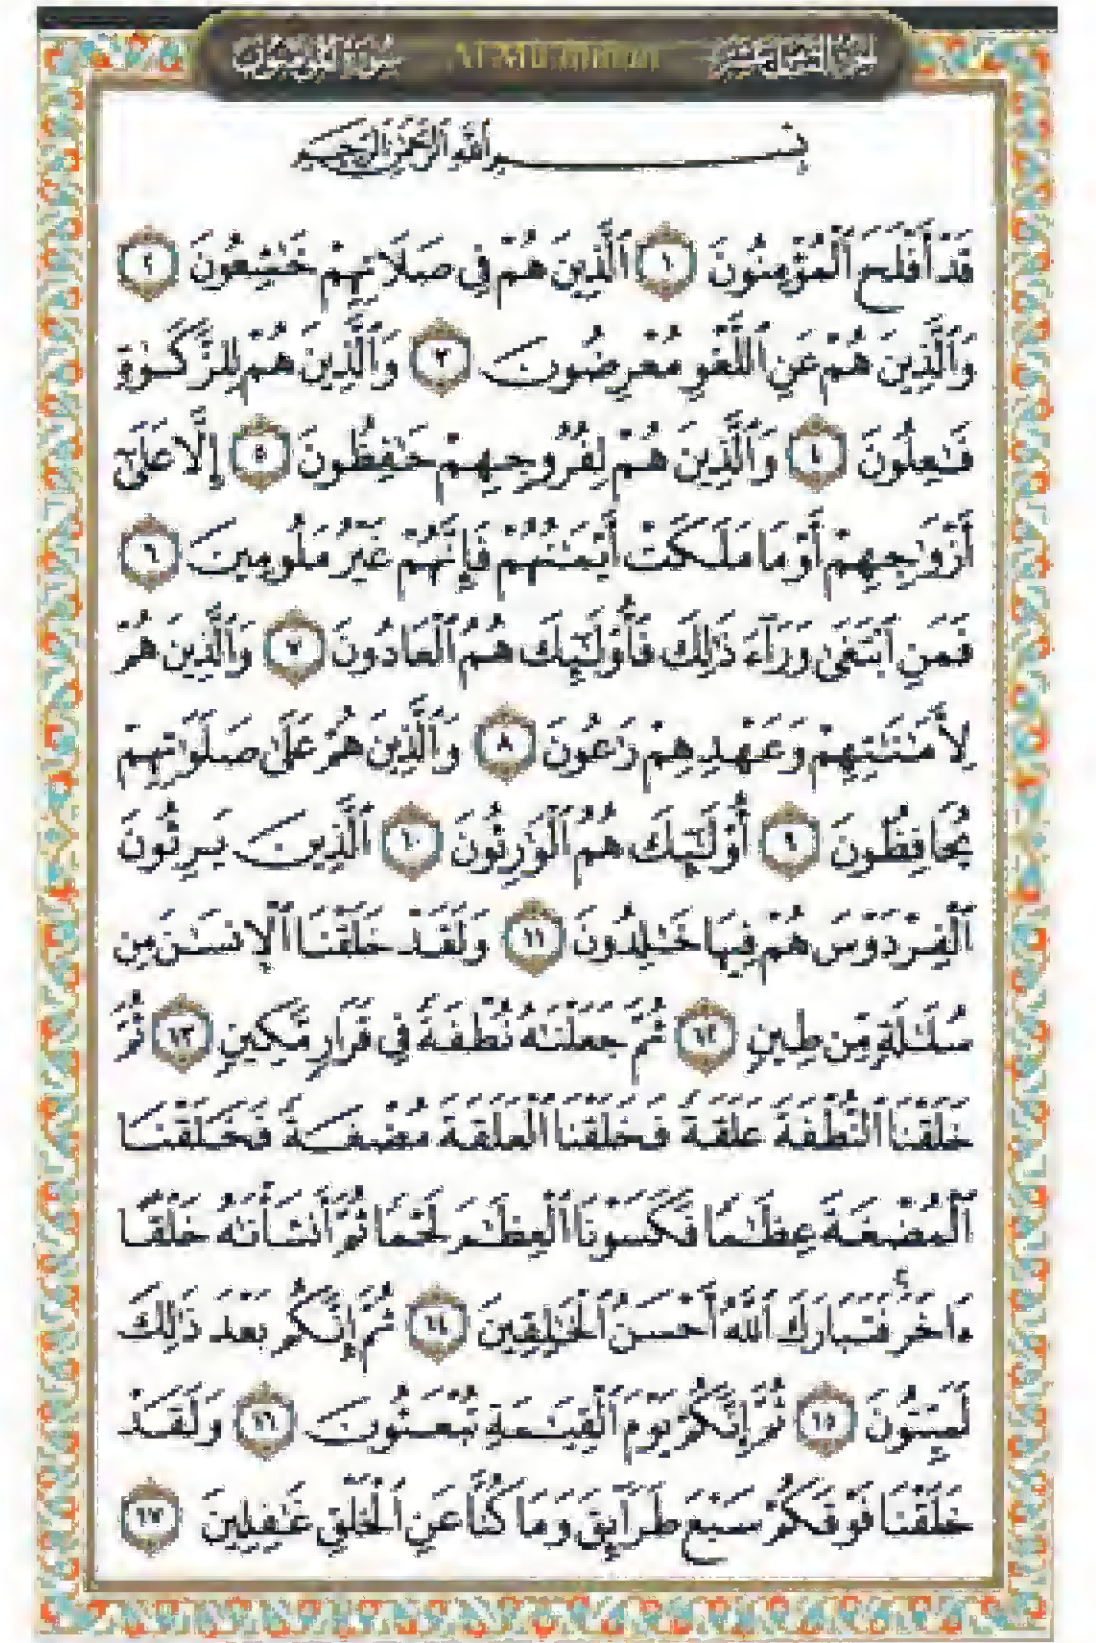 سورة المؤمنون Al-Mu'minun الجزء الثامن عشر
بِسْمِ ٱللَّهِ ٱلرَّحْمَٰنِ ٱلرَّحِيمِ
قَدْ أَفْلَحَ ٱلْمُؤْمِنُونَ ١ ٱلَّذِينَ هُمْ فِى صَلَاتِهِمْ خَٰشِعُونَ ٢
وَٱلَّذِينَ هُمْ عَنِ ٱللَّغْوِ مُعْرِضُونَ ٣ وَٱلَّذِينَ هُمْ لِلزَّكَوٰةِ
فَٰعِلُونَ ٤ وَٱلَّذِينَ هُمْ لِفُرُوجِهِمْ حَٰفِظُونَ ٥ إِلَّا عَلَىٰٓ
أَزْوَٰجِهِمْ أَوْ مَا مَلَكَتْ أَيْمَٰنُهُمْ فَإِنَّهُمْ غَيْرُ مَلُومِينَ ٦
فَمَنِ ٱبْتَغَىٰ وَرَآءَ ذَٰلِكَ فَأُو۟لَٰٓئِكَ هُمُ ٱلْعَادُونَ ٧ وَٱلَّذِينَ هُمْ
لِأَمَٰنَٰتِهِمْ وَعَهْدِهِمْ رَٰعُونَ ٨ وَٱلَّذِينَ هُمْ عَلَىٰ صَلَوَٰتِهِمْ
يُحَافِظُونَ ٩ أُو۟لَٰٓئِكَ هُمُ ٱلْوَٰرِثُونَ ١٠ ٱلَّذِينَ يَرِثُونَ
ٱلْفِرْدَوْسَ هُمْ فِيهَا خَٰلِدُونَ ١١ وَلَقَدْ خَلَقْنَا ٱلْإِنسَٰنَ مِن
سُلَٰلَةٍ مِّن طِينٍ ١٢ ثُمَّ جَعَلْنَٰهُ نُطْفَةً فِى قَرَارٍ مَّكِينٍ ١٣ ثُمَّ
خَلَقْنَا ٱلنُّطْفَةَ عَلَقَةً فَخَلَقْنَا ٱلْعَلَقَةَ مُضْغَةً فَخَلَقْنَا
ٱلْمُضْغَةَ عِظَٰمًا فَكَسَوْنَا ٱلْعِظَٰمَ لَحْمًا ثُمَّ أَنشَأْنَٰهُ خَلْقًا
ءَاخَرَ ۚ فَتَبَارَكَ ٱللَّهُ أَحْسَنُ ٱلْخَٰلِقِينَ ١٤ ثُمَّ إِنَّكُم بَعْدَ ذَٰلِكَ
لَمَيِّتُونَ ١٥ ثُمَّ إِنَّكُمْ يَوْمَ ٱلْقِيَٰمَةِ تُبْعَثُونَ ١٦ وَلَقَدْ
خَلَقْنَا فَوْقَكُمْ سَبْعَ طَرَآئِقَ وَمَا كُنَّا عَنِ ٱلْخَلْقِ غَٰفِلِينَ ١٧